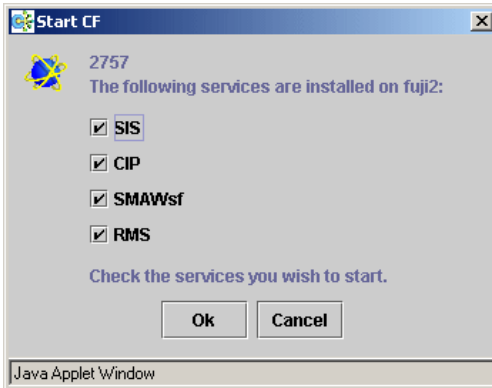 Start CF
2757
The following services are installed on fuji2:
SIS
CIP
SMAWsf
RMS
Check the services you wish to start.
Ok Cancel
Java Applet Window